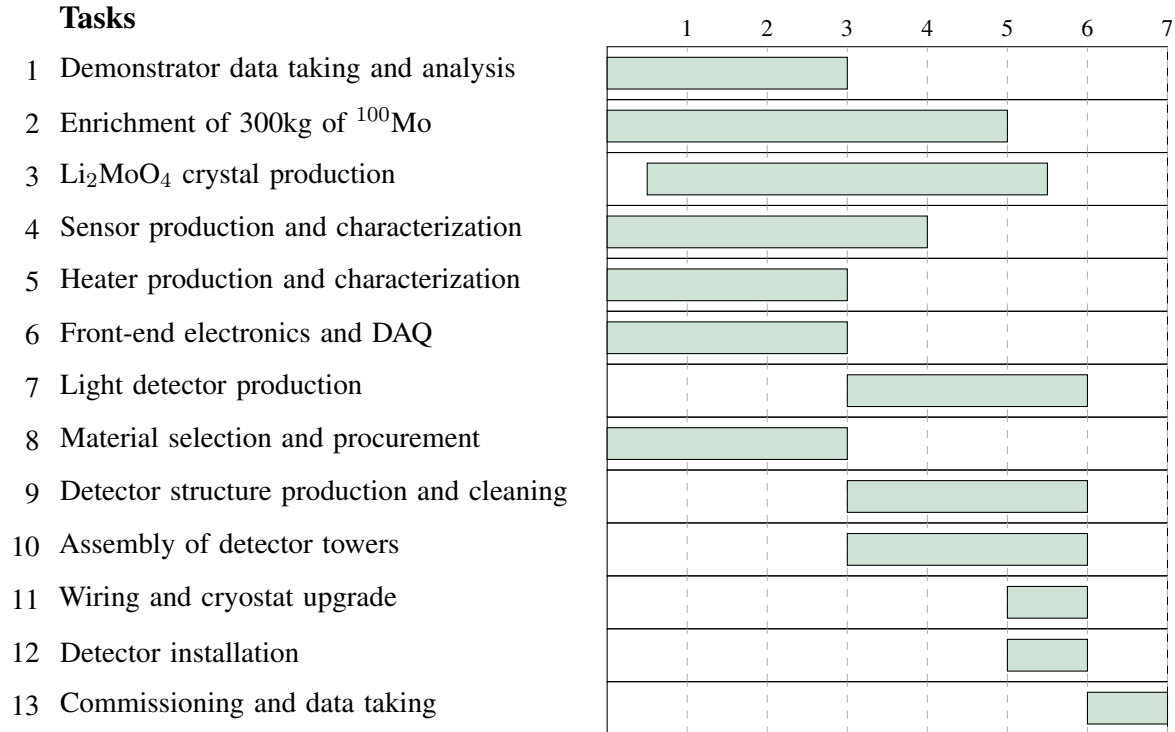 Tasks
1 2 3 4 5 6 7
1 Demonstrator data taking and analysis
2 Enrichment of 300kg of ¹⁰⁰Mo
3 Li₂MoO₄ crystal production
4 Sensor production and characterization
5 Heater production and characterization
6 Front-end electronics and DAQ
7 Light detector production
8 Material selection and procurement
9 Detector structure production and cleaning
10 Assembly of detector towers
11 Wiring and cryostat upgrade
12 Detector installation
13 Commissioning and data taking